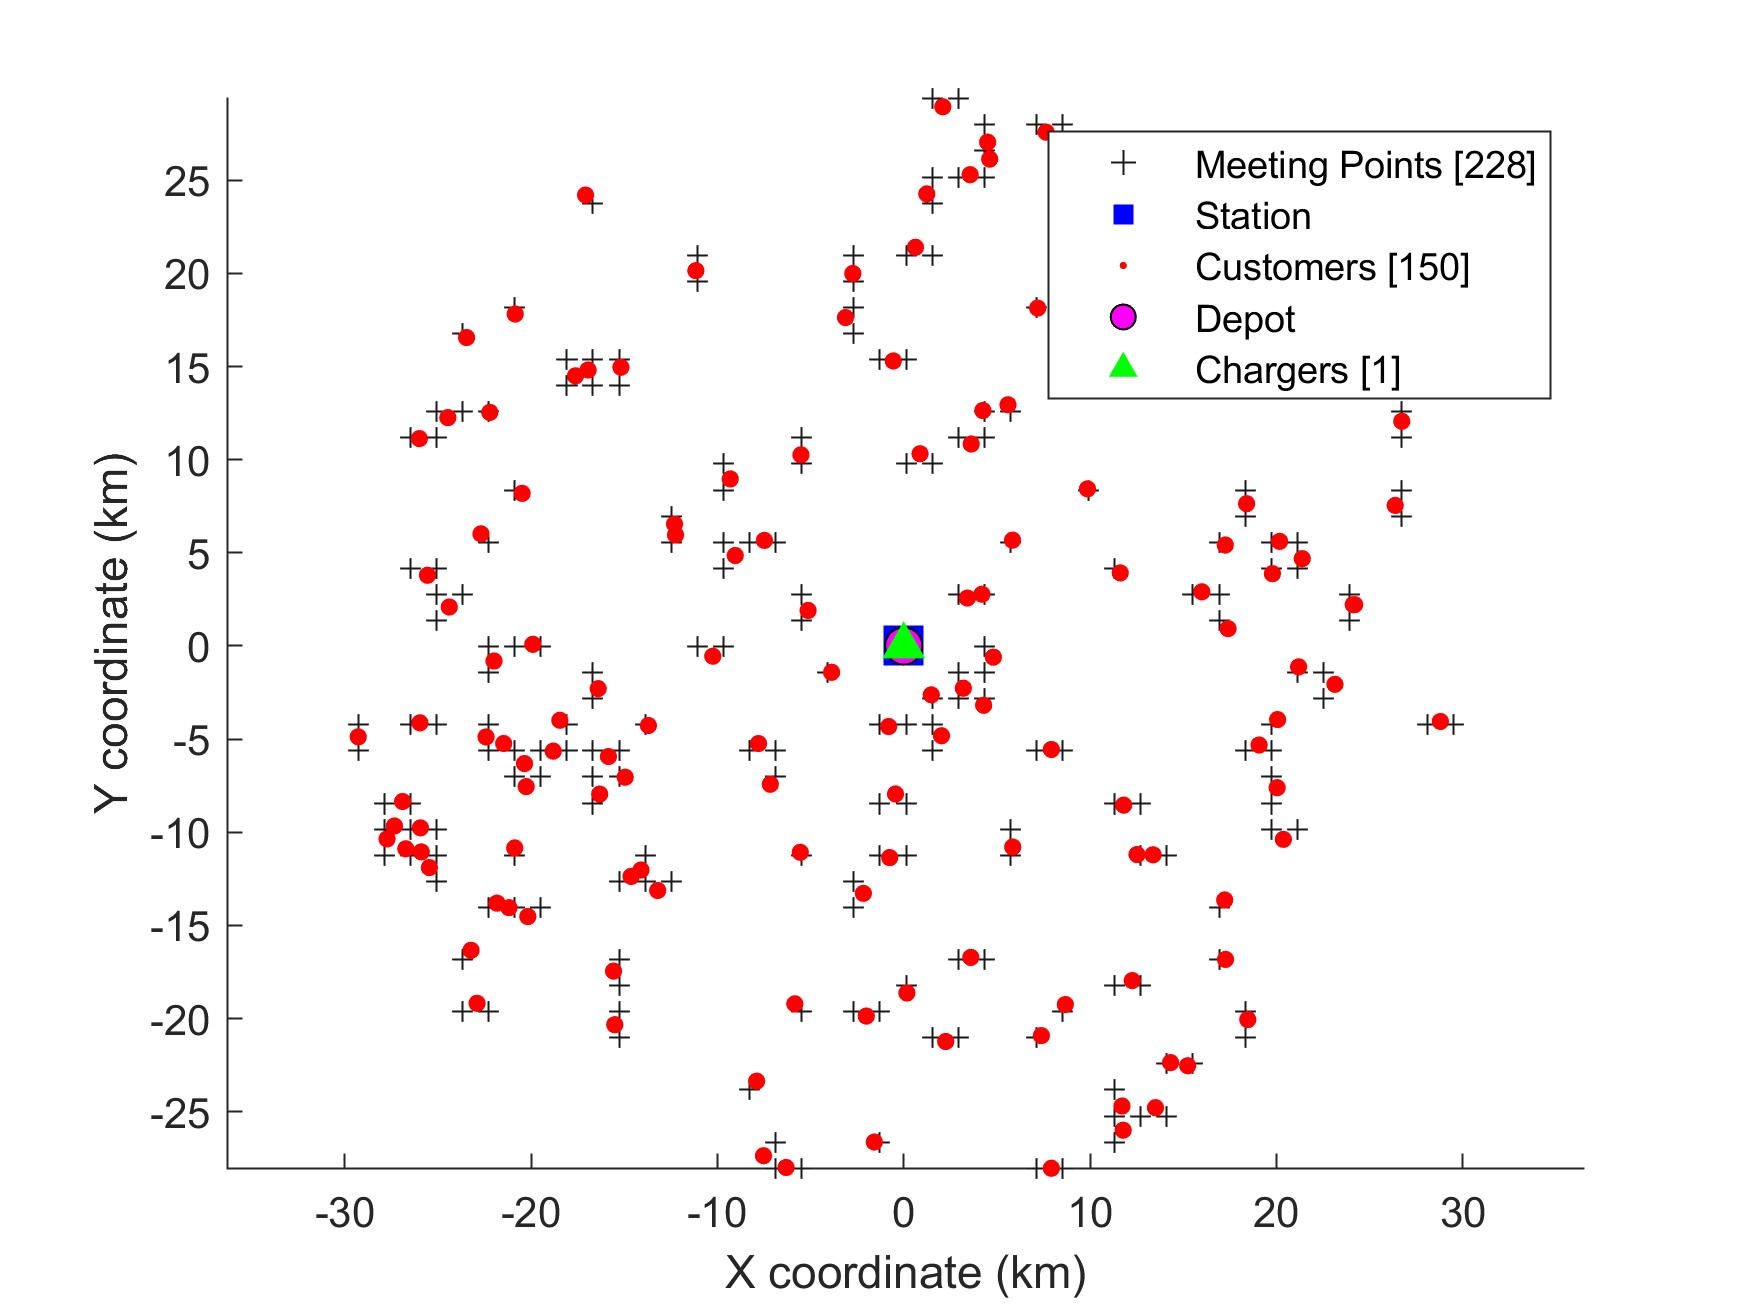 Meeting Points [228]
Station
Customers [150]
Depot
Chargers [1]
25
20
15
10
5
0
-5
-10
-15
-20
-25
Y coordinate (km)
-30 -20 -10 0 10 20 30
X coordinate (km)